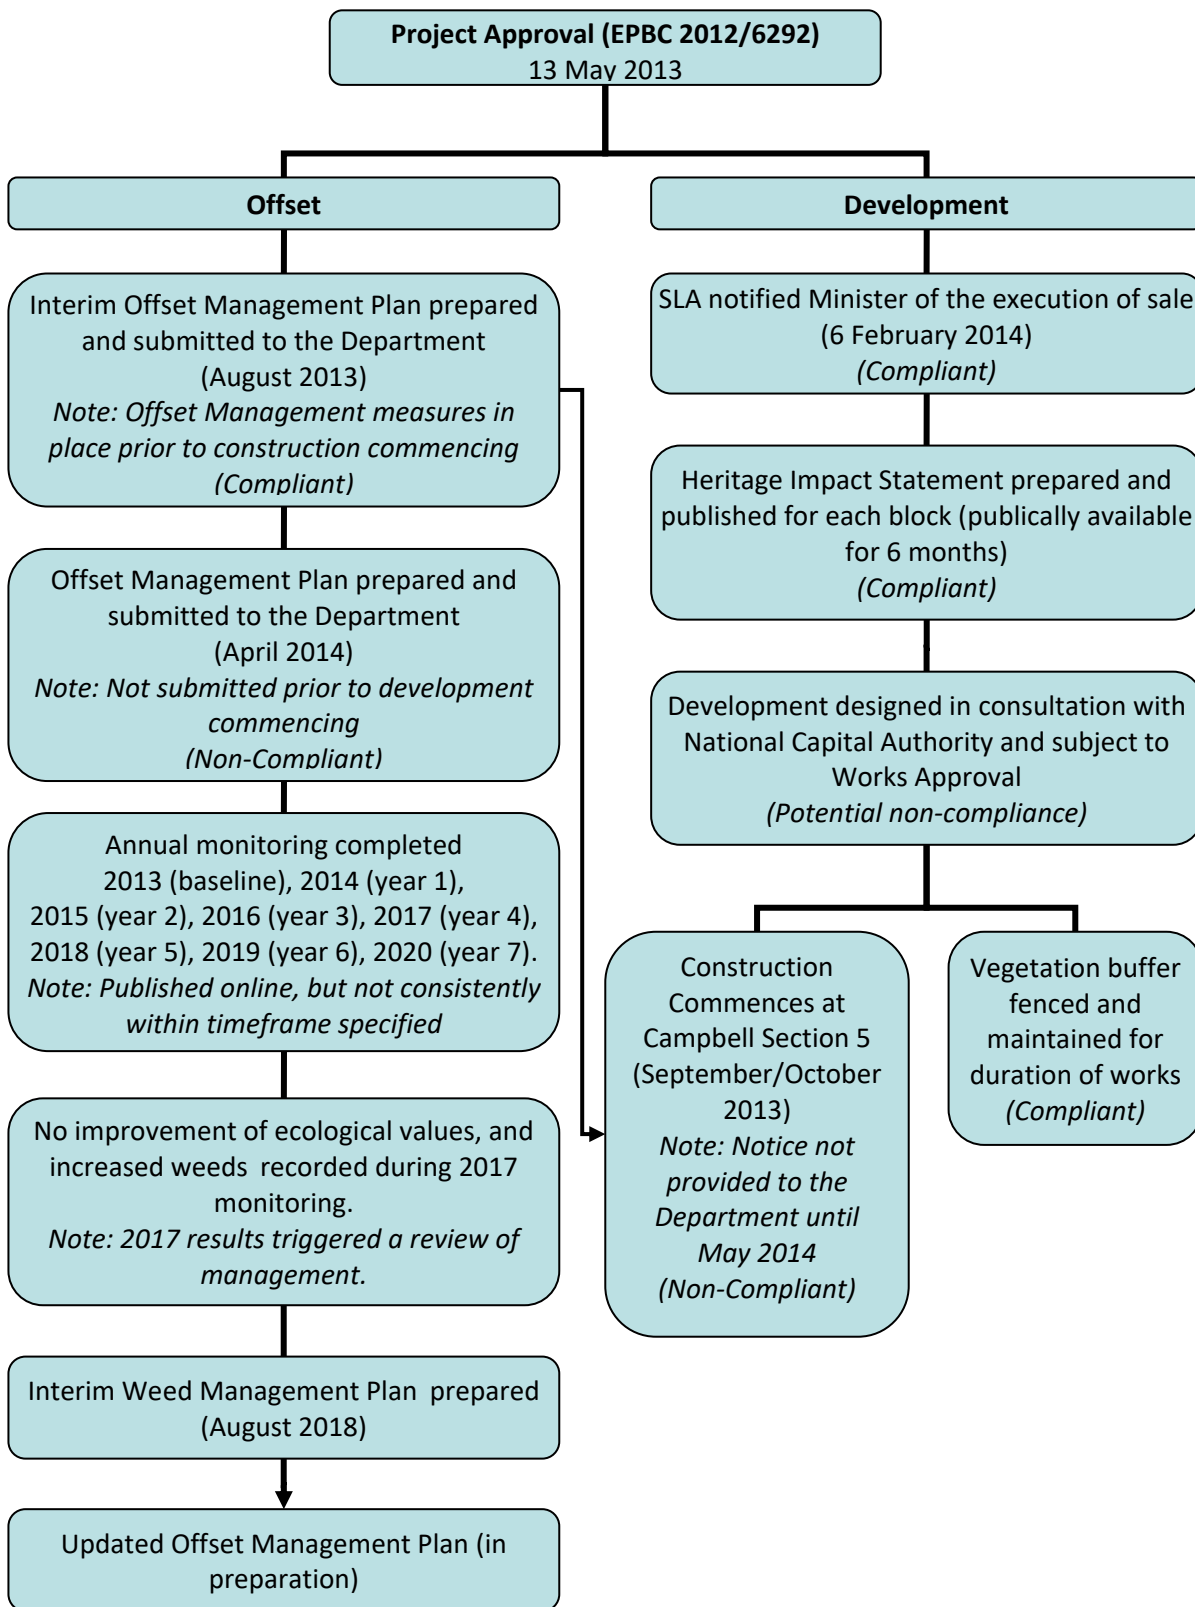 Project Approval (EPBC 2012/6292)
13 May 2013
Offset
Interim Offset Management Plan prepared
and submitted to the Department
(August 2013)
Note: Offset Management measures in
place prior to construction commencing
(Compliant)
Offset Management Plan prepared and
submitted to the Department
(April 2014)
Note: Not submitted prior to development
commencing
(Non-Compliant)
Annual monitoring completed
2013 (baseline), 2014 (year 1),
2015 (year 2), 2016 (year 3), 2017 (year 4),
2018 (year 5), 2019 (year 6), 2020 (year 7).
Note: Published online, but not consistently
within timeframe specified
No improvement of ecological values, and
increased weeds recorded during 2017
monitoring.
Note: 2017 results triggered a review of
management.
Interim Weed Management Plan prepared
(August 2018)
Updated Offset Management Plan (in
preparation)
Development
SLA notified Minister of the execution of sale
(6 February 2014)
(Compliant)
Heritage Impact Statement prepared and
published for each block (publically available
for 6 months)
(Compliant)
Development designed in consultation with
National Capital Authority and subject to
Works Approval
(Potential non-compliance)
Construction
Commences at
Campbell Section 5
(September/October
2013)
Note: Notice not
provided to the
Department until
May 2014
(Non-Compliant)
Vegetation buffer
fenced and
maintained for
duration of works
(Compliant)